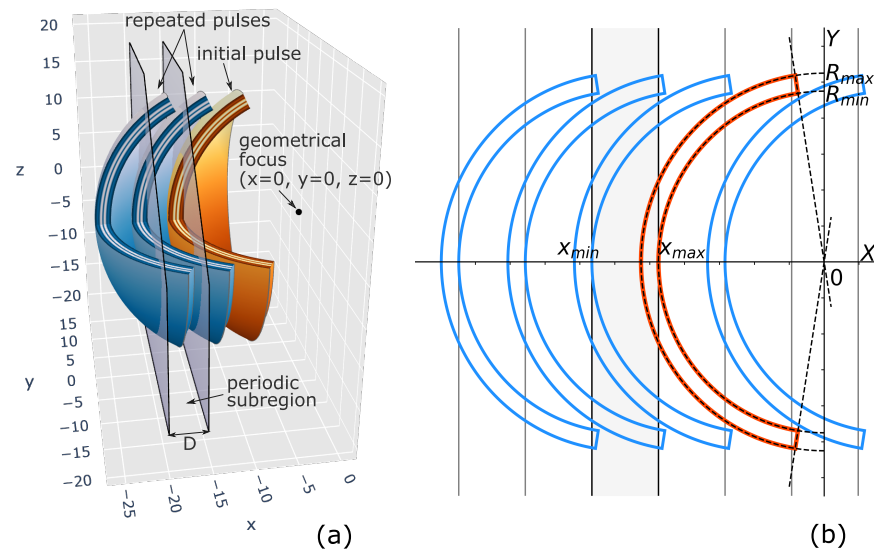 20
15
10
5
0
−5
−10
−15
−20
z
repeated pulses
initial pulse
geometrical
focus
(x=0, y=0, z=0)
15
10
5
0
−5
−10
−15
−20
y
periodic
subregion
D
−25
−20
−15
−10
−5
0
x
(a)
Y
R_max
R_min
x_min
x_max
X
0
(b)